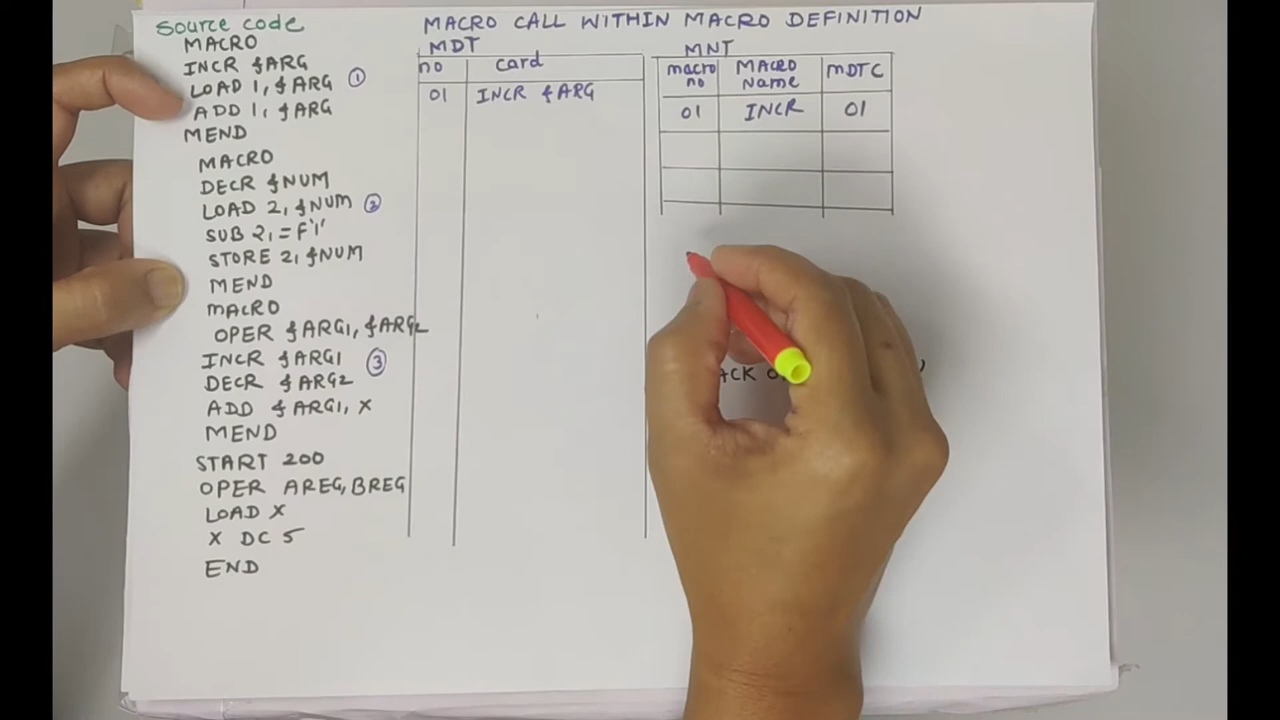 Source code
MACRO
INCR &ARG
LOAD 1, &ARG ①
ADD 1, &ARG
MEND
MACRO
DECR &NUM
LOAD 2, &NUM ②
SUB 2, = F'1'
STORE 2, &NUM
MEND
MACRO
OPER &ARG1, &ARG2
INCR &ARG1 ③
DECR &ARG2
ADD &ARG1, X
MEND
START 200
OPER AREG, BREG
LOAD X
X DC 5
END
MACRO CALL WITHIN MACRO DEFINITION
MDT
no card
01 INCR &ARG
MNT
macro no MACRO Name MDTC
01 INCR 01